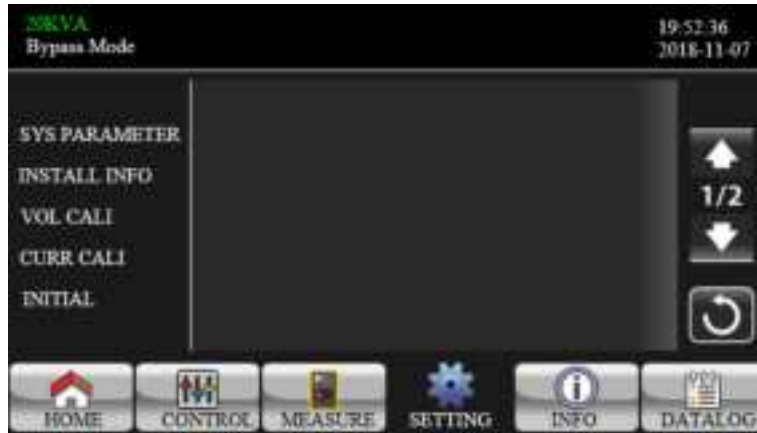 20KVA
Bypass Mode
19:52:36
2018-11-07
SYS PARAMETER
INSTALL INFO
VOL CALI
CURR CALI
INITIAL
1/2
HOME
CONTROL
MEASURE
SETTING
INFO
DATALOG